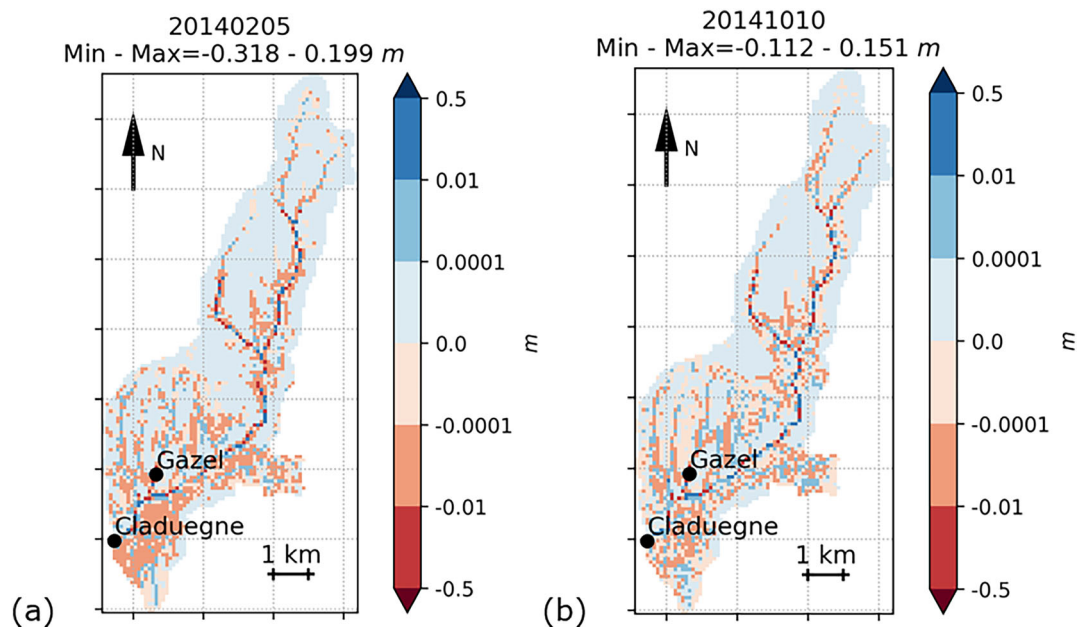 20140205
Min - Max=-0.318 - 0.199 m
N
0.5
0.01
0.0001
0.0
-0.0001
-0.01
-0.5
m
Gazel
Claduegne
1 km
(a)
20141010
Min - Max=-0.112 - 0.151 m
N
0.5
0.01
0.0001
0.0
-0.0001
-0.01
-0.5
m
Gazel
Claduegne
1 km
(b)